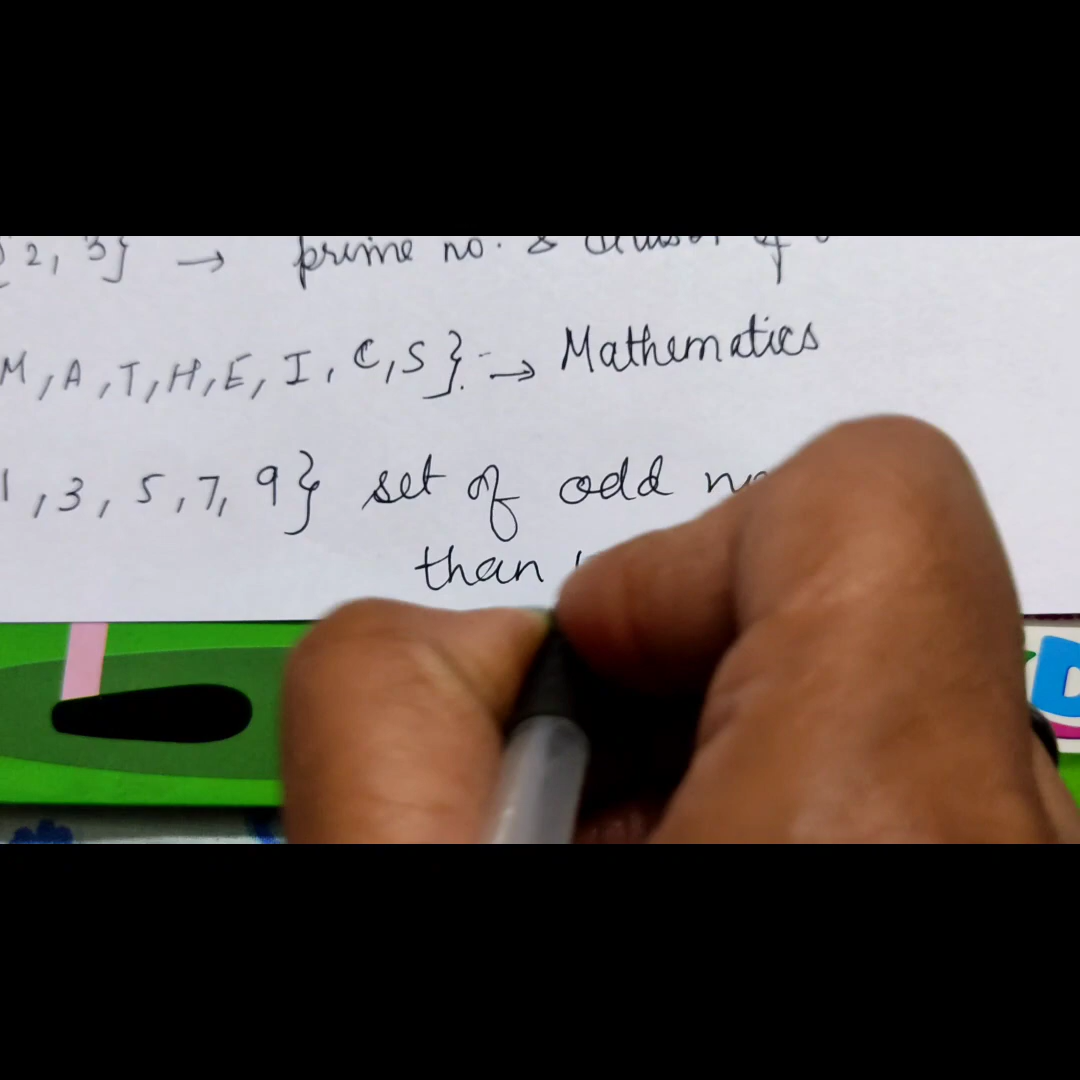 2, 3} → prime no. &
M, A, T, H, E, I, C, S}. → Mathematics
1, 3, 5, 7, 9} set of odd
than
D